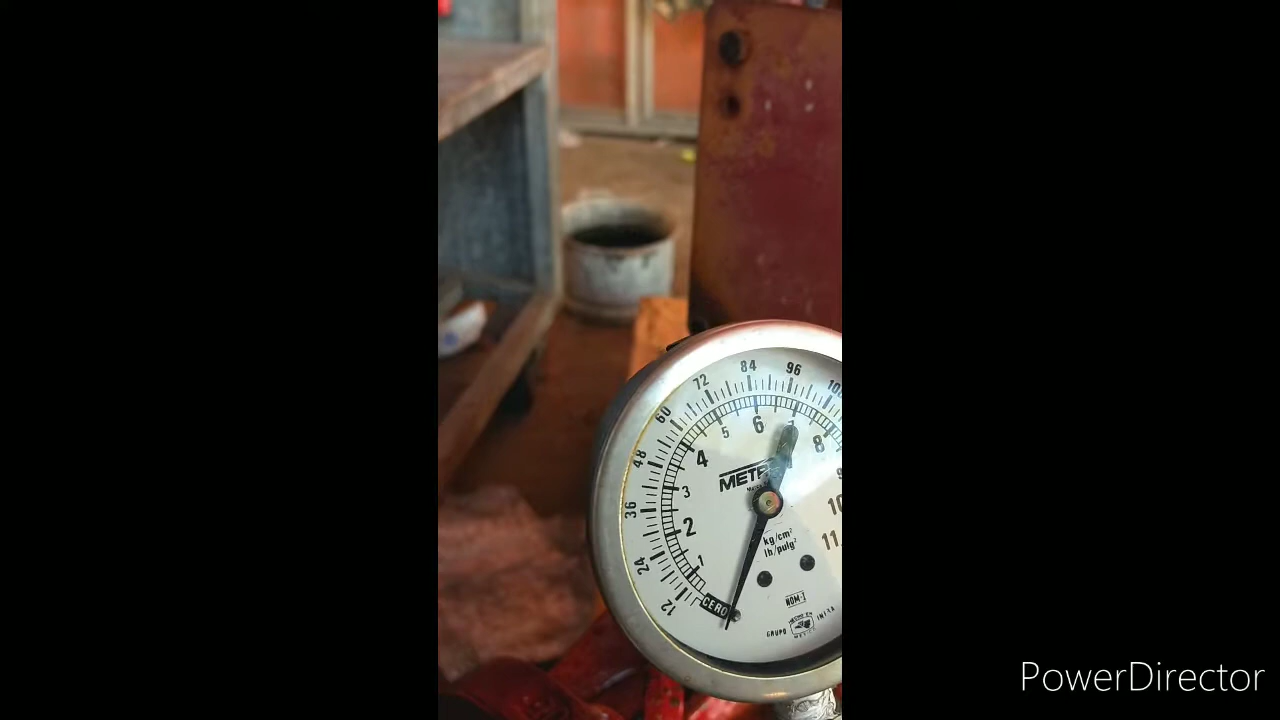 12
24
36
48
60
72
84
96
1
2
3
4
5
6
8
10
11
kg/cm²
lb/pulg²
CERO
NOM-I
GRUPO
INFRA
PowerDirector